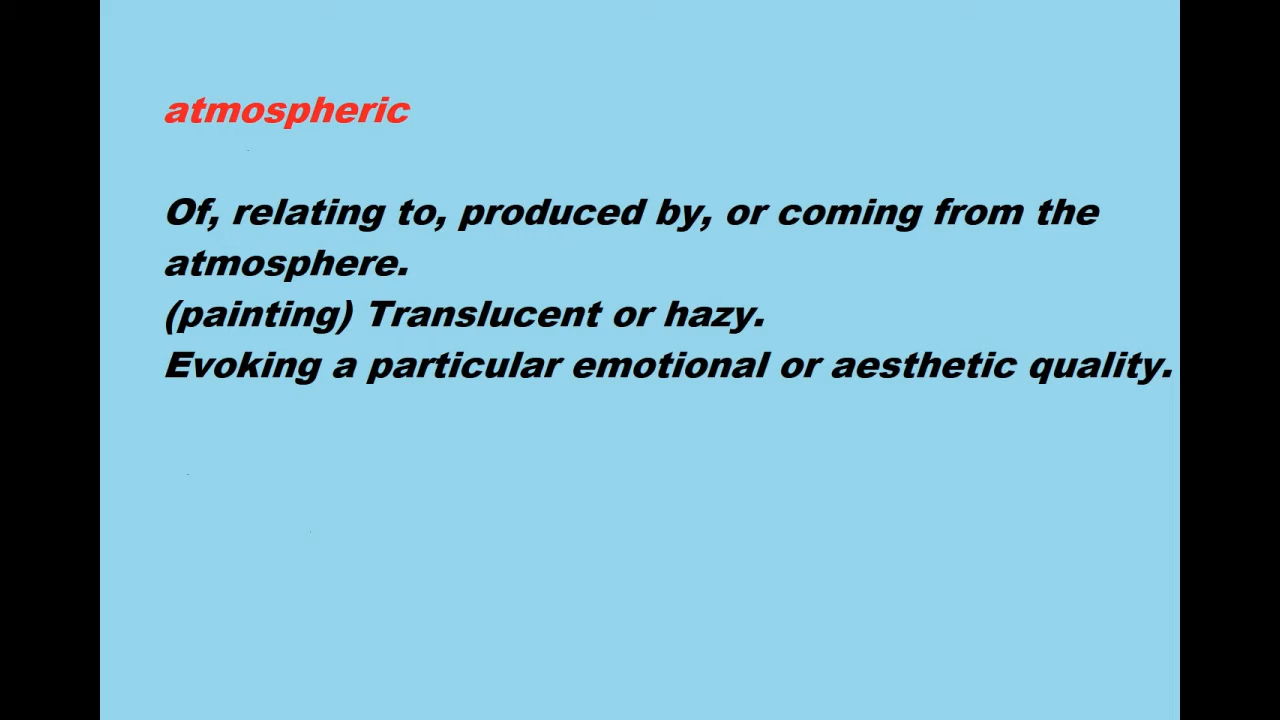 atmospheric
Of, relating to, produced by, or coming from the
atmosphere.
(painting) Translucent or hazy.
Evoking a particular emotional or aesthetic quality.